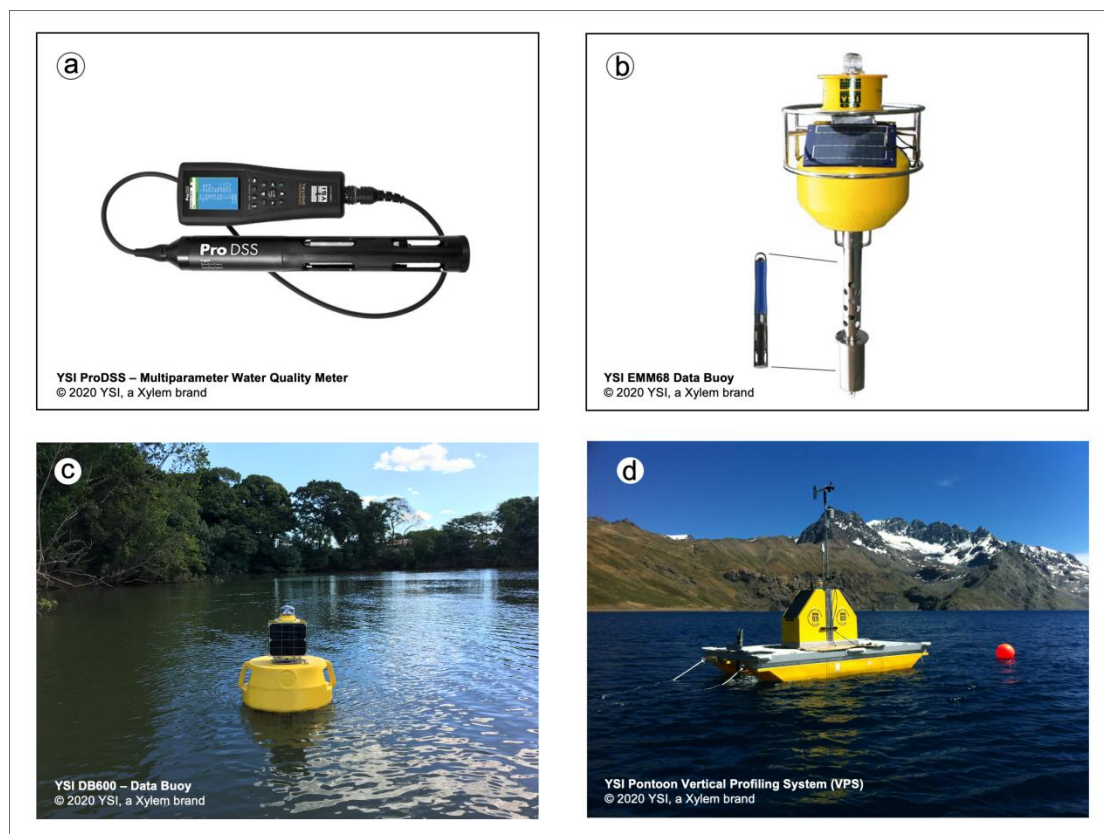 a
Pro DSS
YSI ProDSS – Multiparameter Water Quality Meter
© 2020 YSI, a Xylem brand
b
YSI
YSI EMM68 Data Buoy
© 2020 YSI, a Xylem brand
c
YSI DB600 – Data Buoy
© 2020 YSI, a Xylem brand
d
YSI Pontoon Vertical Profiling System (VPS)
© 2020 YSI, a Xylem brand